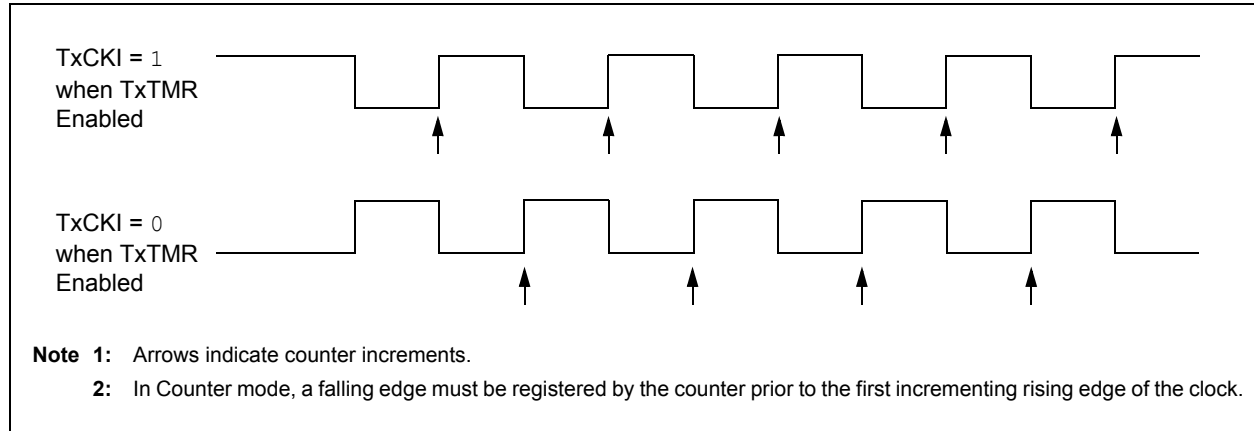 TxCKI = 1
when TxTMR
Enabled
TxCKI = 0
when TxTMR
Enabled
Note 1: Arrows indicate counter increments.
2: In Counter mode, a falling edge must be registered by the counter prior to the first incrementing rising edge of the clock.